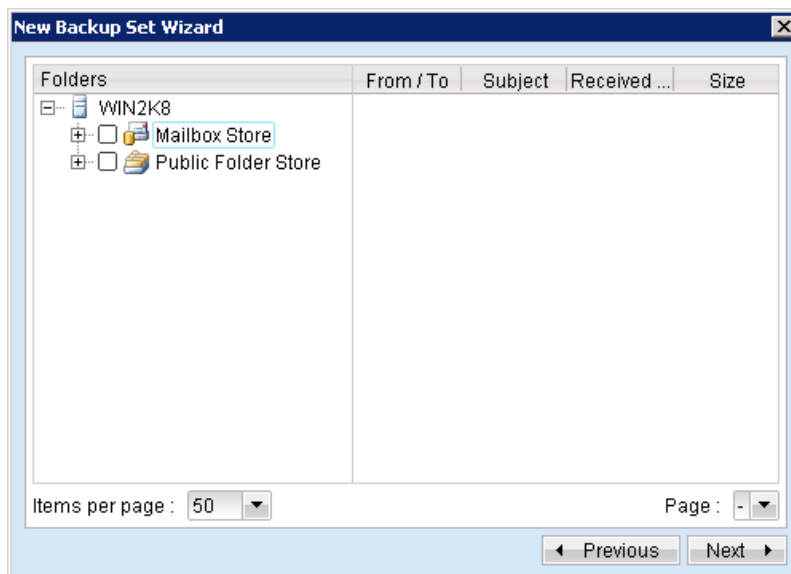 New Backup Set Wizard
Folders From / To Subject Received ... Size
WIN2K8
Mailbox Store
Public Folder Store
Items per page : 50 Page : -
Previous Next